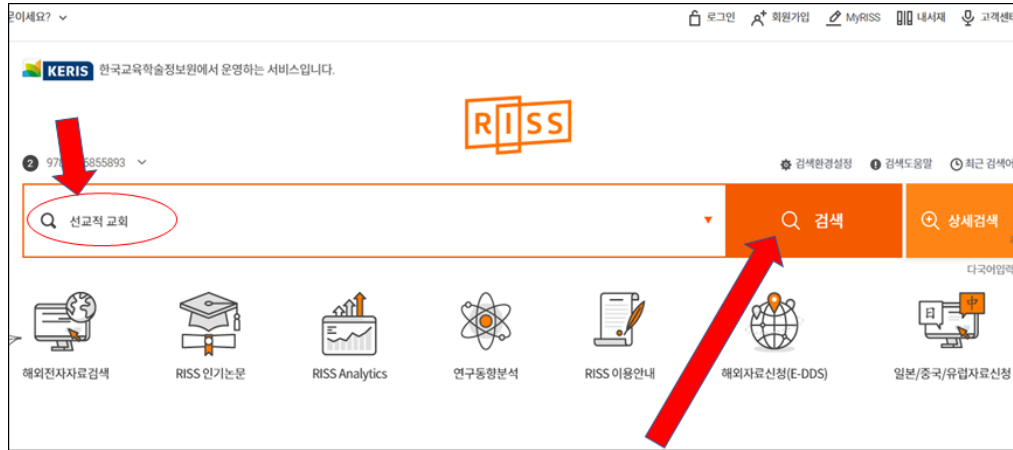 이세요?
로그인 회원가입 MyRISS 내서재 고객센터
KERIS 한국교육학술정보원에서 운영하는 서비스입니다.
RISS
2 5855893
검색환경설정 검색도움말 최근 검색어
선교적 교회
검색
상세검색
다국어입력
日 中
해외전자자료검색 RISS 인기논문 RISS Analytics 연구동향분석 RISS 이용안내 해외자료신청(E-DDS) 일본/중국/유럽자료신청